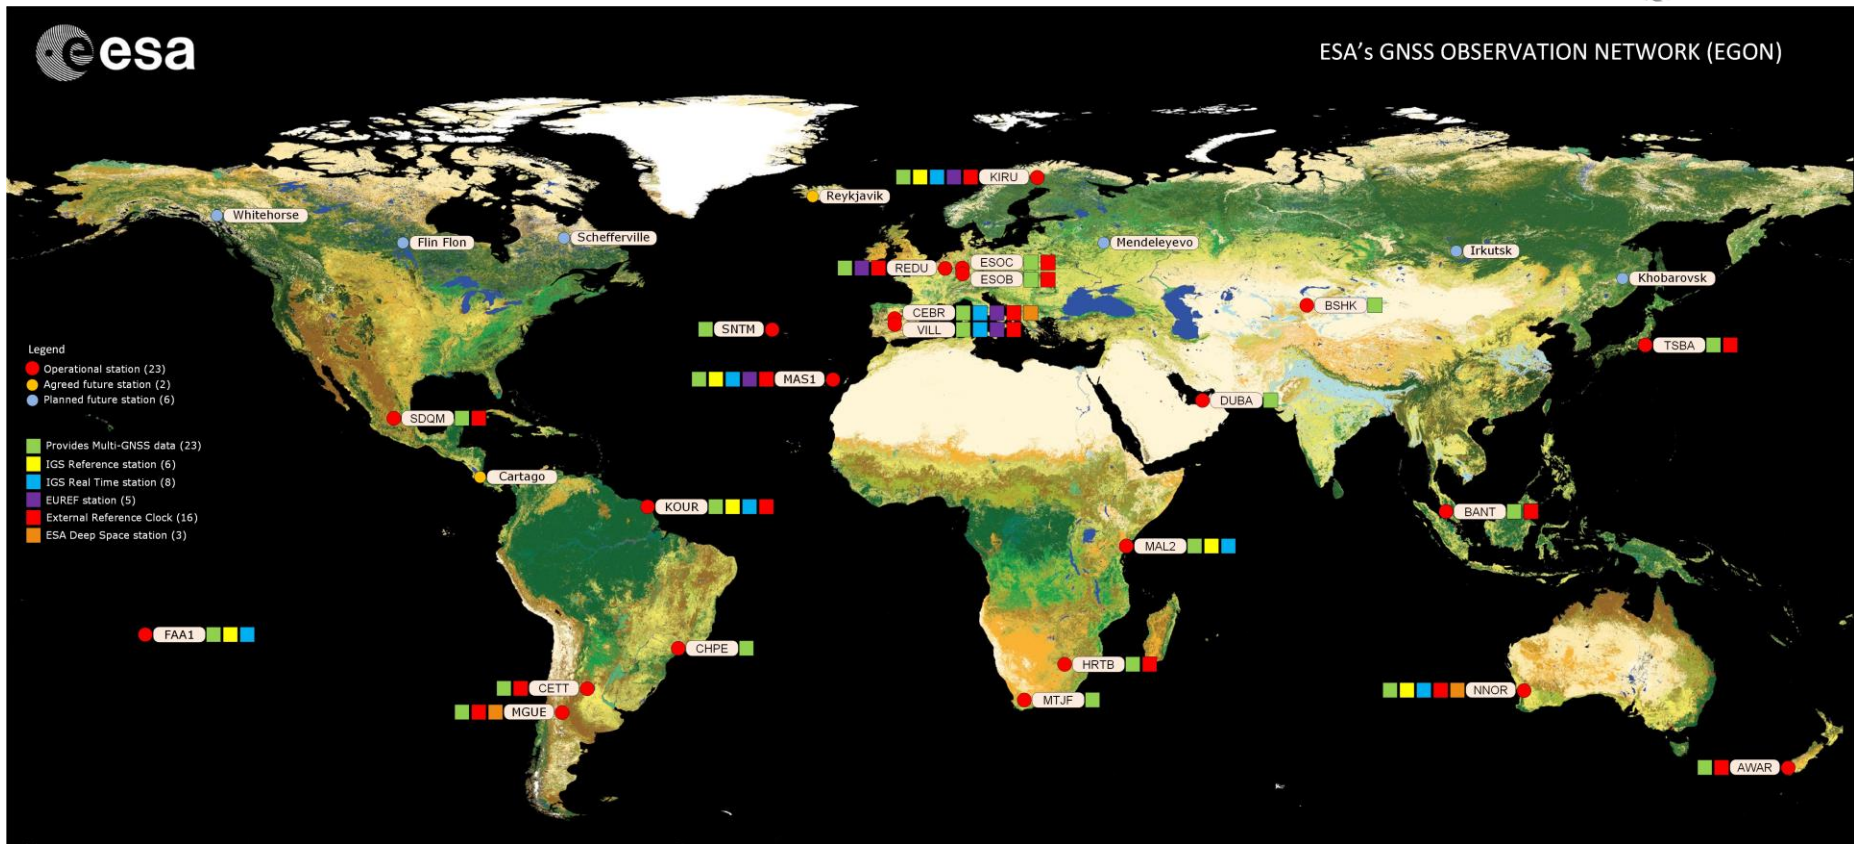 esa
ESA's GNSS OBSERVATION NETWORK (EGON)
KIRU
Reykjavik
Whitehorse
Flin Flon
Schefferville
Mendeleyevo
Irkutsk
Khobarovsk
REDU
ESOC
ESOB
BSHK
CEBR
VILL
SNTM
TSBA
Legend
Operational station (23)
Agreed future station (2)
Planned future station (6)
MAS1
DUBA
SDQM
Provides Multi-GNSS data (23)
IGS Reference station (6)
IGS Real Time station (8)
EUREF station (5)
External Reference Clock (16)
ESA Deep Space station (3)
Cartago
KOUR
BANT
MAL2
FAA1
CHPE
HRTB
CETT
MTJF
NNOR
MGUE
AWAR